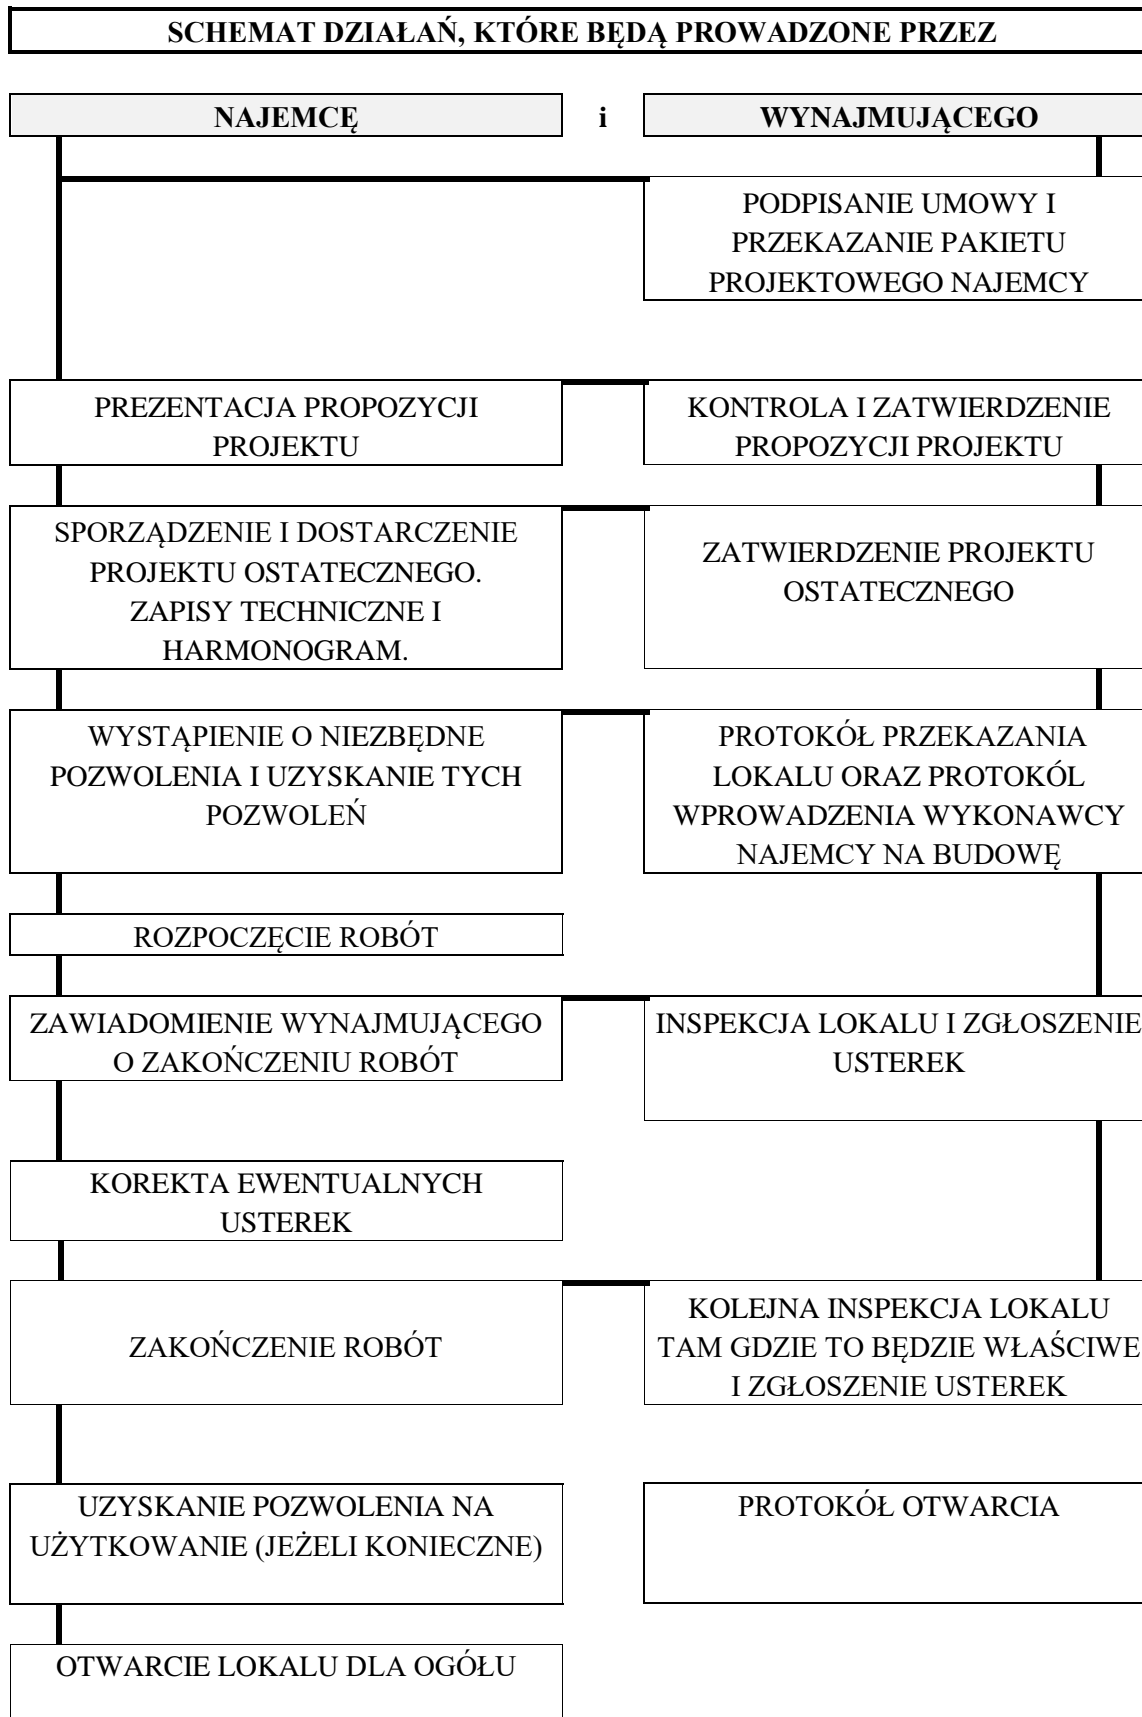 SCHEMAT DZIAŁAŃ, KTÓRE BĘDĄ PROWADZONE PRZEZ
NAJEMCĘ
i
WYNAJMUJĄCEGO
PODPISANIE UMOWY I
PRZEKAZANIE PAKIETU
PROJEKTOWEGO NAJEMCY
PREZENTACJA PROPOZYCJI
PROJEKTU
KONTROLA I ZATWIERDZENIE
PROPOZYCJI PROJEKTU
SPORZĄDZENIE I DOSTARCZENIE
PROJEKTU OSTATECZNEGO.
ZAPISY TECHNICZNE I
HARMONOGRAM.
ZATWIERDZENIE PROJEKTU
OSTATECZNEGO
WYSTĄPIENIE O NIEZBĘDNE
POZWOLENIA I UZYSKANIE TYCH
POZWOLEŃ
PROTOKÓŁ PRZEKAZANIA
LOKALU ORAZ PROTOKÓL
WPROWADZENIA WYKONAWCY
NAJEMCY NA BUDOWĘ
ROZPOCZĘCIE ROBÓT
ZAWIADOMIENIE WYNAJMUJĄCEGO
O ZAKOŃCZENIU ROBÓT
INSPEKCJA LOKALU I ZGŁOSZENIE
USTEREK
KOREKTA EWENTUALNYCH
USTEREK
ZAKOŃCZENIE ROBÓT
KOLEJNA INSPEKCJA LOKALU
TAM GDZIE TO BĘDZIE WŁAŚCIWE
I ZGŁOSZENIE USTEREK
UZYSKANIE POZWOLENIA NA
UŻYTKOWANIE (JEŻELI KONIECZNE)
PROTOKÓŁ OTWARCIA
OTWARCIE LOKALU DLA OGÓŁU